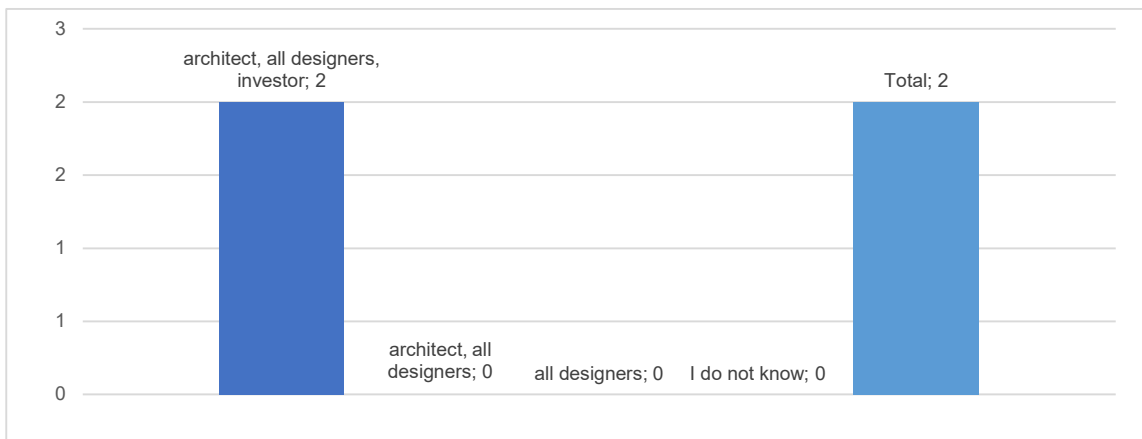 3
architect, all designers,
investor; 2
Total; 2
2
2
1
architect, all
designers; 0
all designers; 0
I do not know; 0
1
0